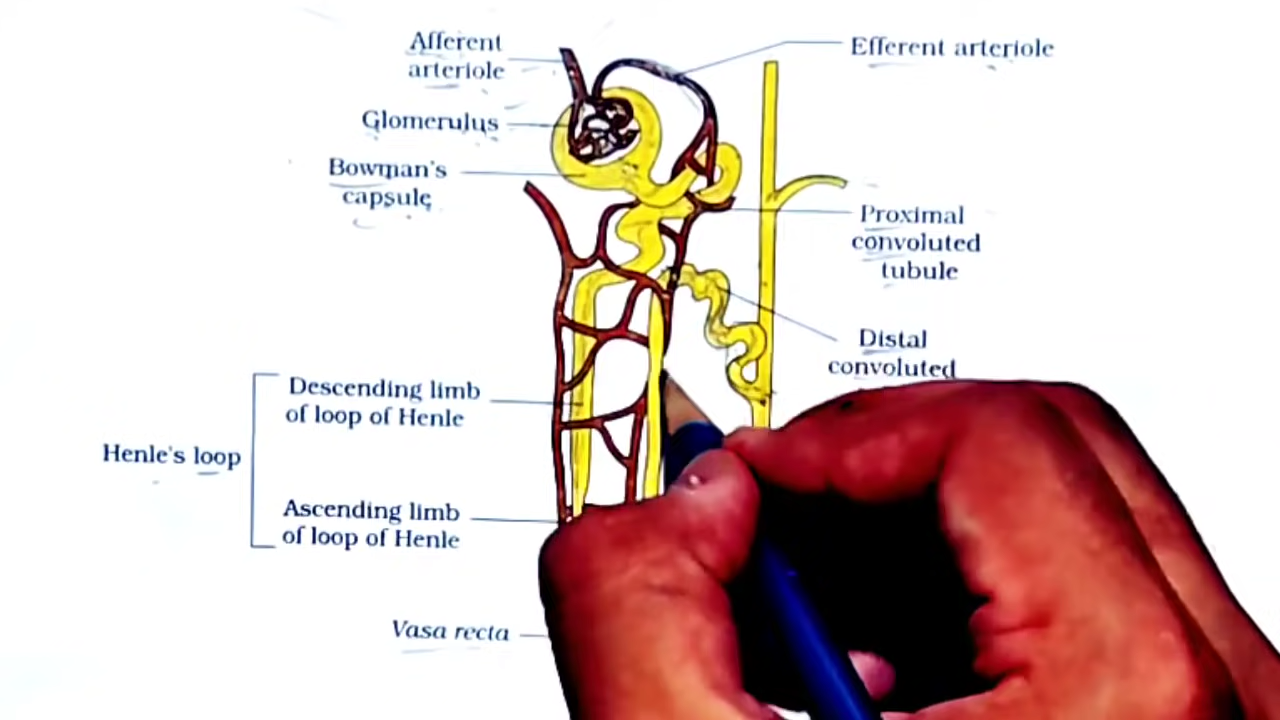 Afferent
arteriole
Efferent arteriole
Glomerulus
Bowman's
capsule
Proximal
convoluted
tubule
Distal
convoluted
Descending limb
of loop of Henle
Henle's loop
Ascending limb
of loop of Henle
Vasa recta